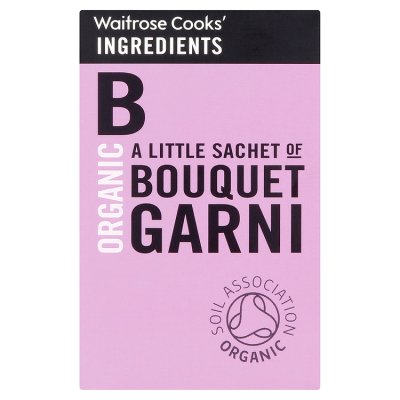 Waitrose Cooks'
INGREDIENTS
B
ORGANIC
A LITTLE SACHET OF
BOUQUET
GARNI
SOIL ASSOCIATION
ORGANIC